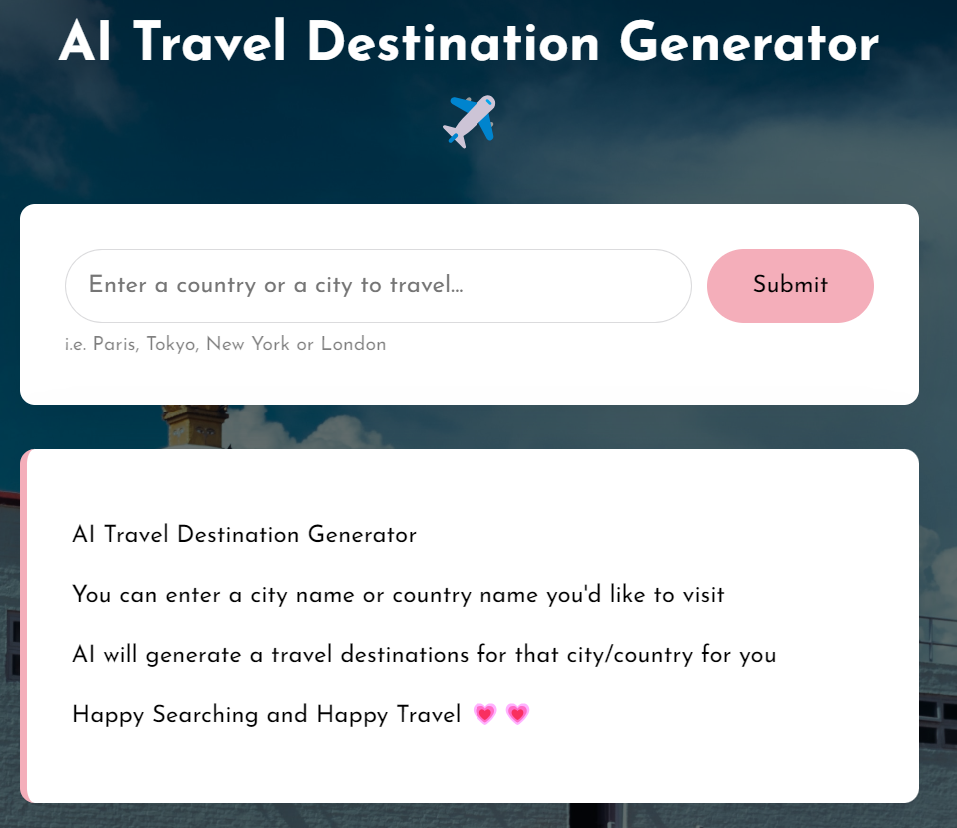 AI Travel Destination Generator
Enter a country or a city to travel...
Submit
i.e. Paris, Tokyo, New York or London
AI Travel Destination Generator
You can enter a city name or country name you'd like to visit
AI will generate a travel destinations for that city/country for you
Happy Searching and Happy Travel 💗 💗